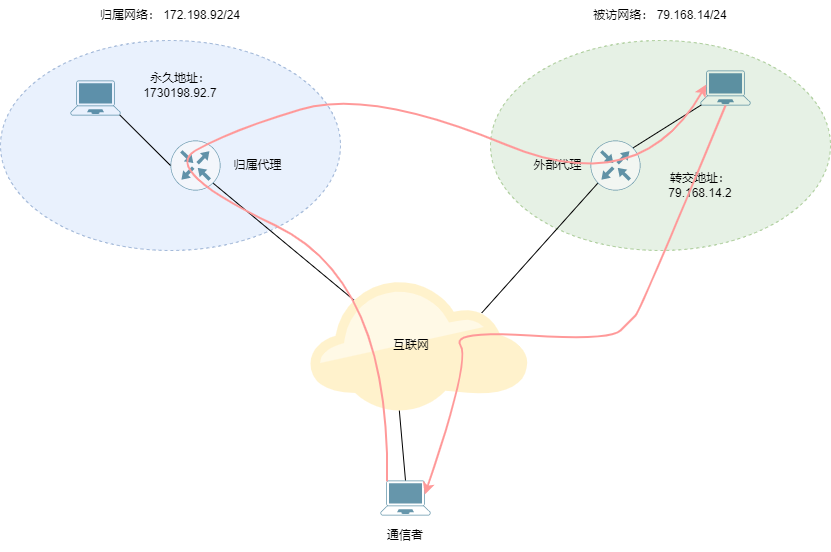 归属网络： 172.198.92/24
被访网络： 79.168.14/24
永久地址：
1730198.92.7
归属代理
外部代理
转交地址：
79.168.14.2
互联网
通信者